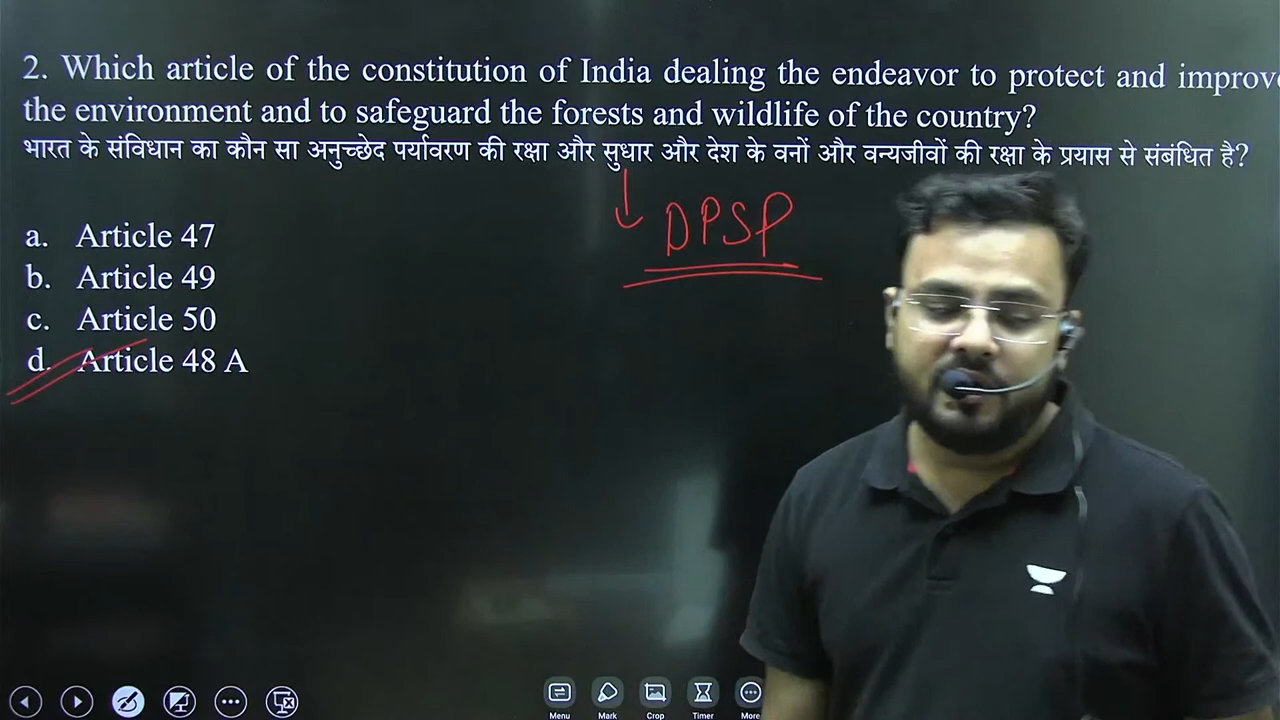 2. Which article of the constitution of India dealing the endeavor to protect and improve
the environment and to safeguard the forests and wildlife of the country?
भारत के संविधान का कौन सा अनुच्छेद पर्यावरण की रक्षा और सुधार और देश के वनों और वन्यजीवों की रक्षा के प्रयास से संबंधित है?
DPSP
a. Article 47
b. Article 49
c. Article 50
d. Article 48 A
Menu Mark Crop Timer More